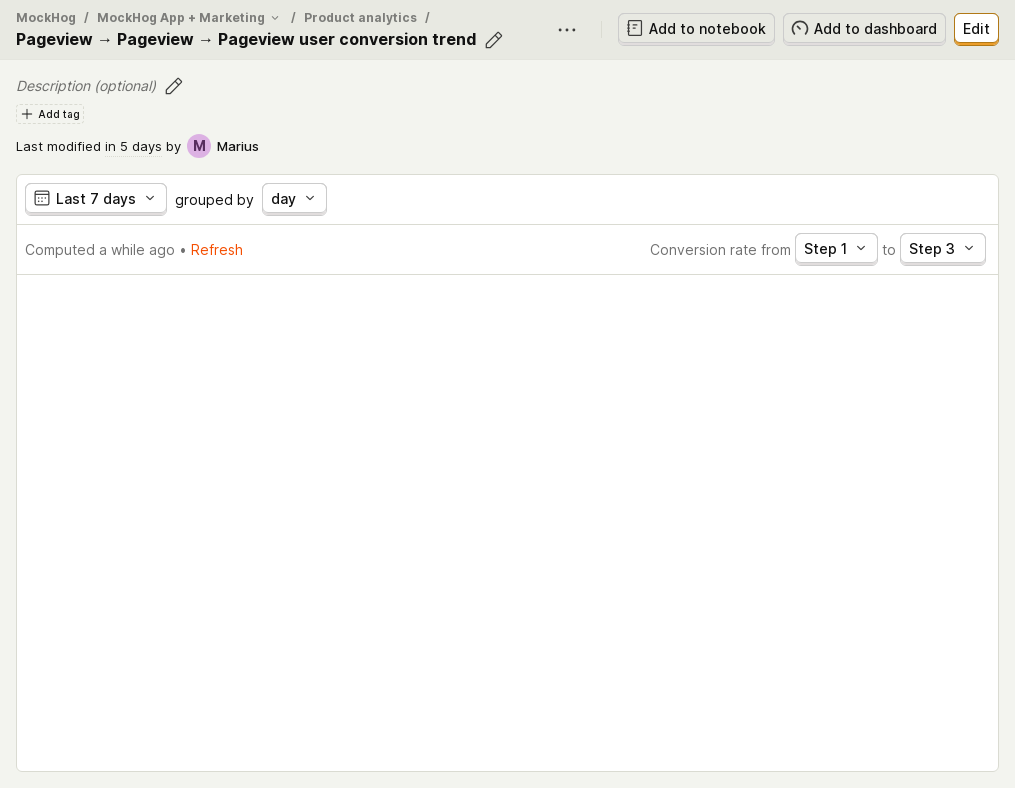 MockHog / MockHog App + Marketing / Product analytics /
Pageview → Pageview → Pageview user conversion trend
Add to notebook
Add to dashboard
Edit
Description (optional)
Add tag
Last modified in 5 days by M Marius
Last 7 days grouped by day
Computed a while ago • Refresh
Conversion rate from Step 1 to Step 3